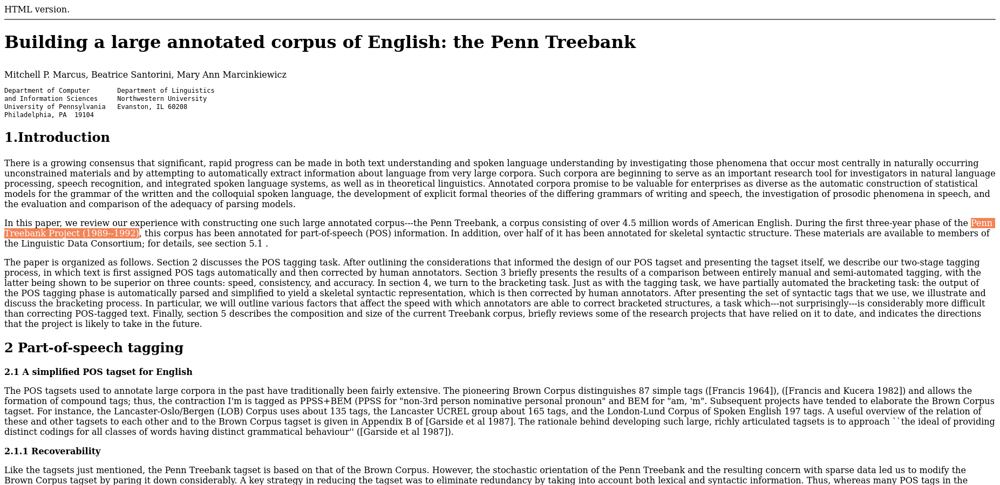 HTML version.
Building a large annotated corpus of English: the Penn Treebank
Mitchell P. Marcus, Beatrice Santorini, Mary Ann Marcinkiewicz
Department of Computer       Department of Linguistics
and Information Sciences     Northwestern University
University of Pennsylvania   Evanston, IL 60208
Philadelphia, PA  19104
1.Introduction
There is a growing consensus that significant, rapid progress can be made in both text understanding and spoken language understanding by investigating those phenomena that occur most centrally in naturally occurring
unconstrained materials and by attempting to automatically extract information about language from very large corpora. Such corpora are beginning to serve as an important research tool for investigators in natural language
processing, speech recognition, and integrated spoken language systems, as well as in theoretical linguistics. Annotated corpora promise to be valuable for enterprises as diverse as the automatic construction of statistical
models for the grammar of the written and the colloquial spoken language, the development of explicit formal theories of the differing grammars of writing and speech, the investigation of prosodic phenomena in speech, and
the evaluation and comparison of the adequacy of parsing models.
In this paper, we review our experience with constructing one such large annotated corpus---the Penn Treebank, a corpus consisting of over 4.5 million words of American English. During the first three-year phase of the Penn
Treebank Project (1989--1992), this corpus has been annotated for part-of-speech (POS) information. In addition, over half of it has been annotated for skeletal syntactic structure. These materials are available to members of
the Linguistic Data Consortium; for details, see section 5.1 .
The paper is organized as follows. Section 2 discusses the POS tagging task. After outlining the considerations that informed the design of our POS tagset and presenting the tagset itself, we describe our two-stage tagging
process, in which text is first assigned POS tags automatically and then corrected by human annotators. Section 3 briefly presents the results of a comparison between entirely manual and semi-automated tagging, with the
latter being shown to be superior on three counts: speed, consistency, and accuracy. In section 4, we turn to the bracketing task. Just as with the tagging task, we have partially automated the bracketing task: the output of
the POS tagging phase is automatically parsed and simplified to yield a skeletal syntactic representation, which is then corrected by human annotators. After presenting the set of syntactic tags that we use, we illustrate and
discuss the bracketing process. In particular, we will outline various factors that affect the speed with which annotators are able to correct bracketed structures, a task which---not surprisingly---is considerably more difficult
than correcting POS-tagged text. Finally, section 5 describes the composition and size of the current Treebank corpus, briefly reviews some of the research projects that have relied on it to date, and indicates the directions
that the project is likely to take in the future.
2 Part-of-speech tagging
2.1 A simplified POS tagset for English
The POS tagsets used to annotate large corpora in the past have traditionally been fairly extensive. The pioneering Brown Corpus distinguishes 87 simple tags ([Francis 1964]), ([Francis and Kucera 1982]) and allows the
formation of compound tags; thus, the contraction I'm is tagged as PPSS+BEM (PPSS for "non-3rd person nominative personal pronoun" and BEM for "am, 'm". Subsequent projects have tended to elaborate the Brown Corpus
tagset. For instance, the Lancaster-Oslo/Bergen (LOB) Corpus uses about 135 tags, the Lancaster UCREL group about 165 tags, and the London-Lund Corpus of Spoken English 197 tags. A useful overview of the relation of
these and other tagsets to each other and to the Brown Corpus tagset is given in Appendix B of [Garside et al 1987]. The rationale behind developing such large, richly articulated tagsets is to approach ``the ideal of providing
distinct codings for all classes of words having distinct grammatical behaviour'' ([Garside et al 1987]).
2.1.1 Recoverability
Like the tagsets just mentioned, the Penn Treebank tagset is based on that of the Brown Corpus. However, the stochastic orientation of the Penn Treebank and the resulting concern with sparse data led us to modify the
Brown Corpus tagset by paring it down considerably. A key strategy in reducing the tagset was to eliminate redundancy by taking into account both lexical and syntactic information. Thus, whereas many POS tags in the